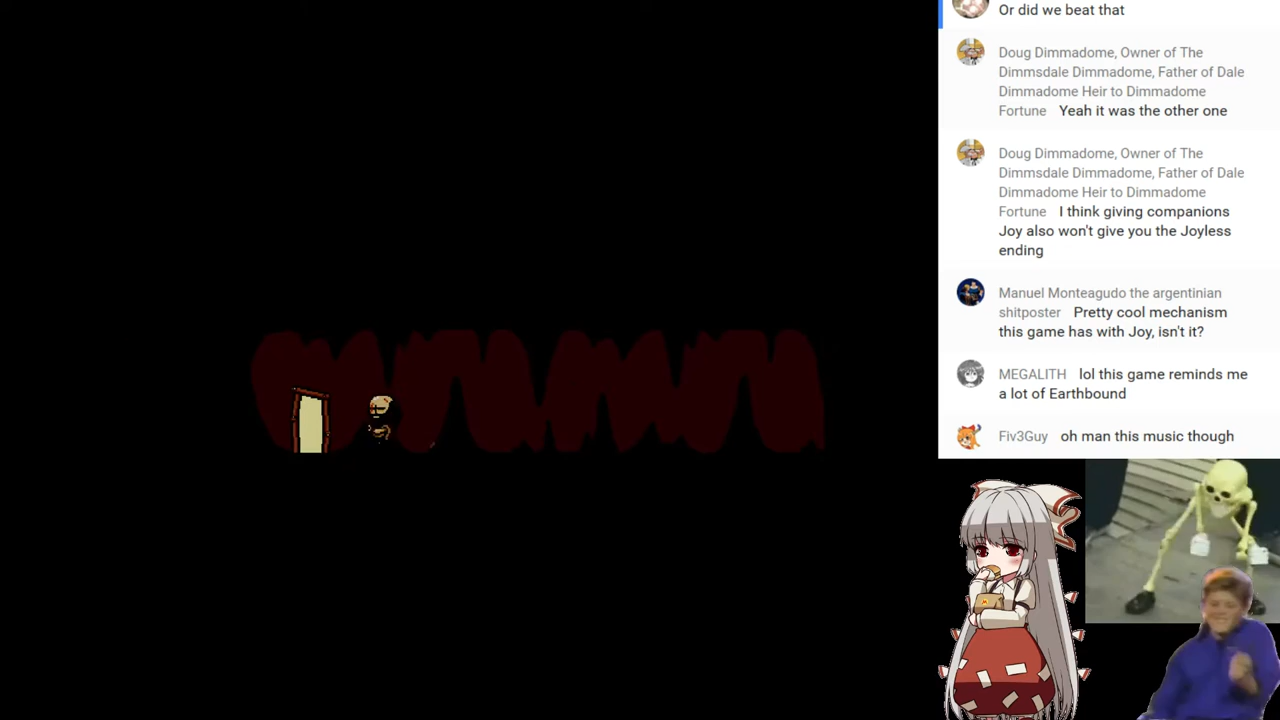 Or did we beat that
Doug Dimmadome, Owner of The
Dimmsdale Dimmadome, Father of Dale
Dimmadome Heir to Dimmadome
Fortune Yeah it was the other one
Doug Dimmadome, Owner of The
Dimmsdale Dimmadome, Father of Dale
Dimmadome Heir to Dimmadome
Fortune I think giving companions
Joy also won't give you the Joyless
ending
Manuel Monteagudo the argentinian
shitposter Pretty cool mechanism
this game has with Joy, isn't it?
MEGALITH lol this game reminds me
a lot of Earthbound
Fiv3Guy oh man this music though